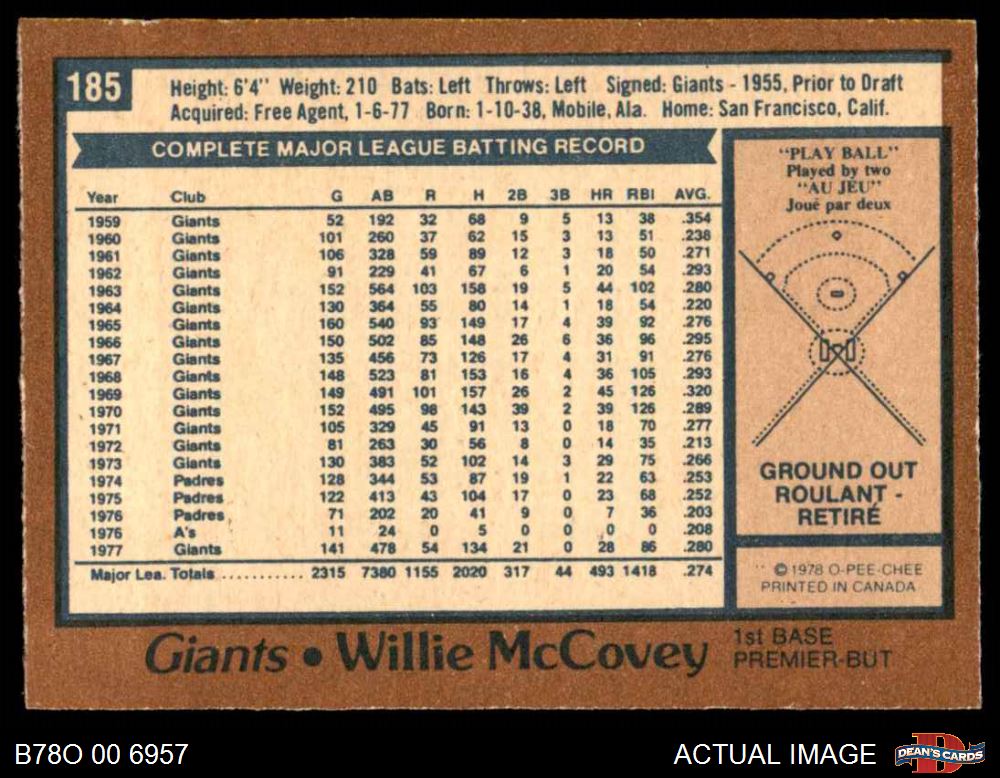 185
Height: 6'4'' Weight: 210 Bats: Left Throws: Left Signed: Giants - 1955, Prior to Draft
Acquired: Free Agent, 1-6-77 Born: 1-10-38, Mobile, Ala. Home: San Francisco, Calif.
COMPLETE MAJOR LEAGUE BATTING RECORD
Year Club G AB R H 2B 3B HR RBI AVG.
1959 Giants 52 192 32 68 9 5 13 38 .354
1960 Giants 101 260 37 62 15 3 13 51 .238
1961 Giants 106 328 59 89 12 3 18 50 .271
1962 Giants 91 229 41 67 6 1 20 54 .293
1963 Giants 152 564 103 158 19 5 44 102 .280
1964 Giants 130 364 55 80 14 1 18 54 .220
1965 Giants 160 540 93 149 17 4 39 92 .276
1966 Giants 150 502 85 148 26 6 36 96 .295
1967 Giants 135 456 73 126 17 4 31 91 .276
1968 Giants 148 523 81 153 16 4 36 105 .293
1969 Giants 149 491 101 157 26 2 45 126 .320
1970 Giants 152 495 98 143 39 2 39 126 .289
1971 Giants 105 329 45 91 13 0 18 70 .277
1972 Giants 81 263 30 56 8 0 14 35 .213
1973 Giants 130 383 52 102 14 3 29 75 .266
1974 Padres 128 344 53 87 19 1 22 63 .253
1975 Padres 122 413 43 104 17 0 23 68 .252
1976 Padres 71 202 20 41 9 0 7 36 .203
1976 A's 11 24 0 5 0 0 0 0 .208
1977 Giants 141 478 54 134 21 0 28 86 .280
Major Lea. Totals ........... 2315 7380 1155 2020 317 44 493 1418 .274
"PLAY BALL"
Played by two
"AU JEU"
Joué par deux
GROUND OUT
ROULANT -
RETIRÉ
© 1978 O-PEE-CHEE
PRINTED IN CANADA
Giants • Willie McCovey
1st BASE
PREMIER-BUT
B78O 00 6957
ACTUAL IMAGE
DEAN'S CARDS